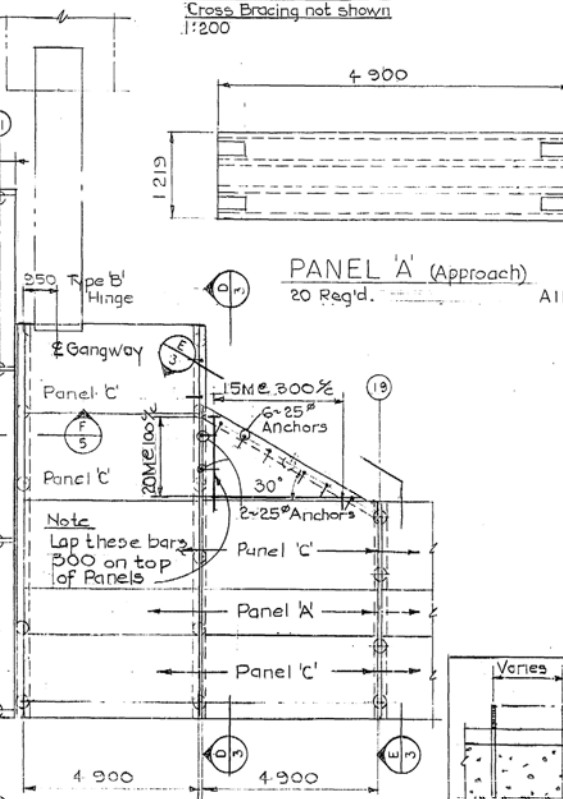 Cross Bracing not shown
1:200
4 900
1 219
PANEL 'A' (Approach)
20 Req'd.
250
Type 'B'
Hinge
℄ Gangway
D
3
E
3
Panel 'C'
15M @ 300 %
19
6~25ø
Anchors
F
5
20M @ 100 %
Panel 'C'
30°
2~25ø Anchors
Note
Lap these bars
300 on top
of Panels
Panel 'C'
Panel 'A'
Panel 'C'
Varies
D
3
E
3
4 900
4 900